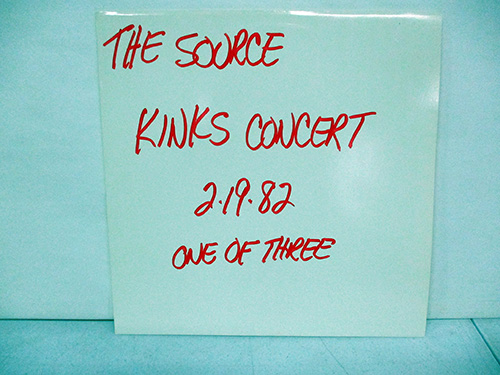 THE SOURCE
KINKS CONCERT
2.19.82
ONE OF THREE